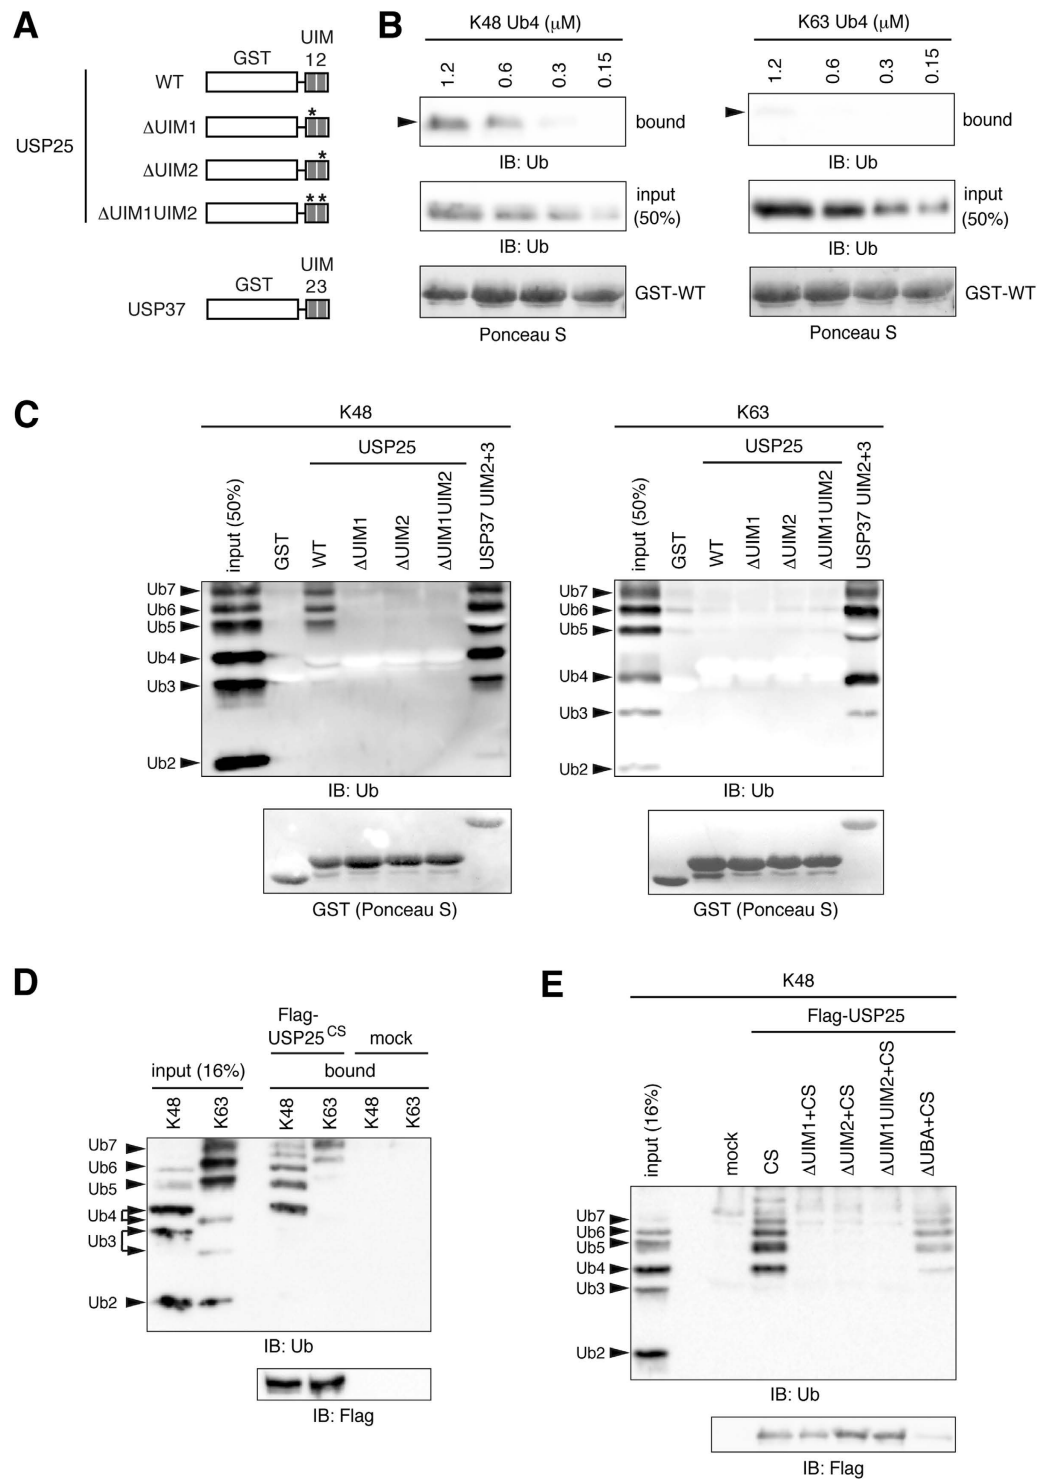 A
UIM
GST 12
WT
*
ΔUIM1
*
USP25
ΔUIM2
**
ΔUIM1UIM2
UIM
GST 23
USP37
B
K48 Ub4 (μM)
1.2 0.6 0.3 0.15
bound
IB: Ub
input
(50%)
IB: Ub
GST-WT
Ponceau S
K63 Ub4 (μM)
1.2 0.6 0.3 0.15
bound
IB: Ub
input
(50%)
IB: Ub
GST-WT
Ponceau S
C
K48
USP25
input (50%) GST WT ΔUIM1 ΔUIM2 ΔUIM1UIM2 USP37 UIM2+3
Ub7
Ub6
Ub5
Ub4
Ub3
Ub2
IB: Ub
GST (Ponceau S)
K63
USP25
input (50%) GST WT ΔUIM1 ΔUIM2 ΔUIM1UIM2 USP37 UIM2+3
Ub7
Ub6
Ub5
Ub4
Ub3
Ub2
IB: Ub
GST (Ponceau S)
D
Flag-
USP25CS mock
input (16%) bound
K48 K63 K48 K63 K48 K63
Ub7
Ub6
Ub5
Ub4
Ub3
Ub2
IB: Ub
IB: Flag
E
K48
Flag-USP25
input (16%) mock CS ΔUIM1+CS ΔUIM2+CS ΔUIM1UIM2+CS ΔUBA+CS
Ub7
Ub6
Ub5
Ub4
Ub3
Ub2
IB: Ub
IB: Flag